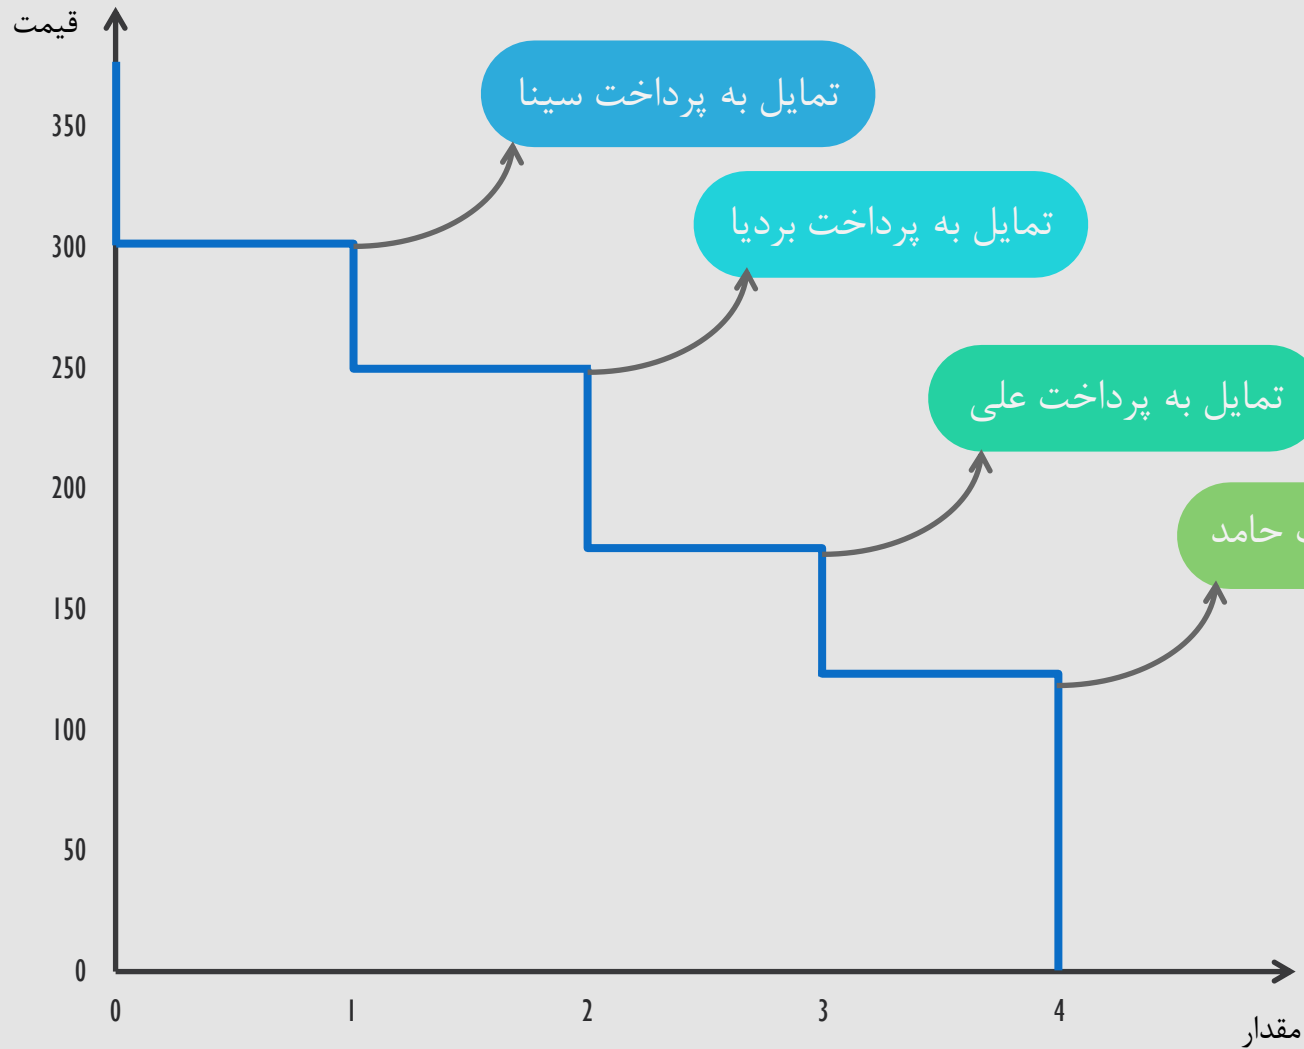 قیمت
تمایل به پرداخت سینا
350
تمایل به پرداخت بردیا
300
250
تمایل به پرداخت علی
200
حامد
150
100
50
0
0 1 2 3 4
مقدار